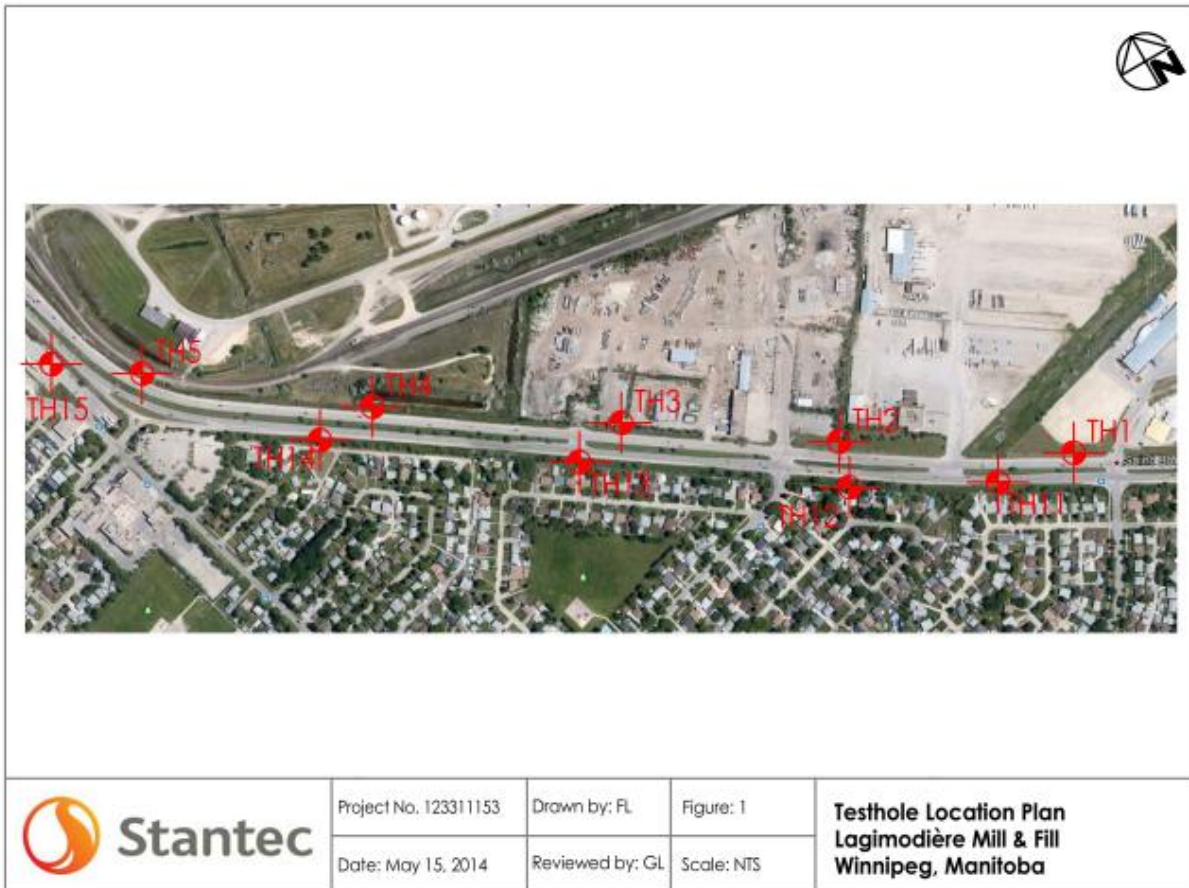 N
TH5
TH15
TH4
TH14
TH3
TH13
TH2
TH12
TH1
TH11
Stantec
Project No. 123311153
Drawn by: FL
Figure: 1
Date: May 15, 2014
Reviewed by: GL
Scale: NTS
Testhole Location Plan
Lagimodière Mill & Fill
Winnipeg, Manitoba